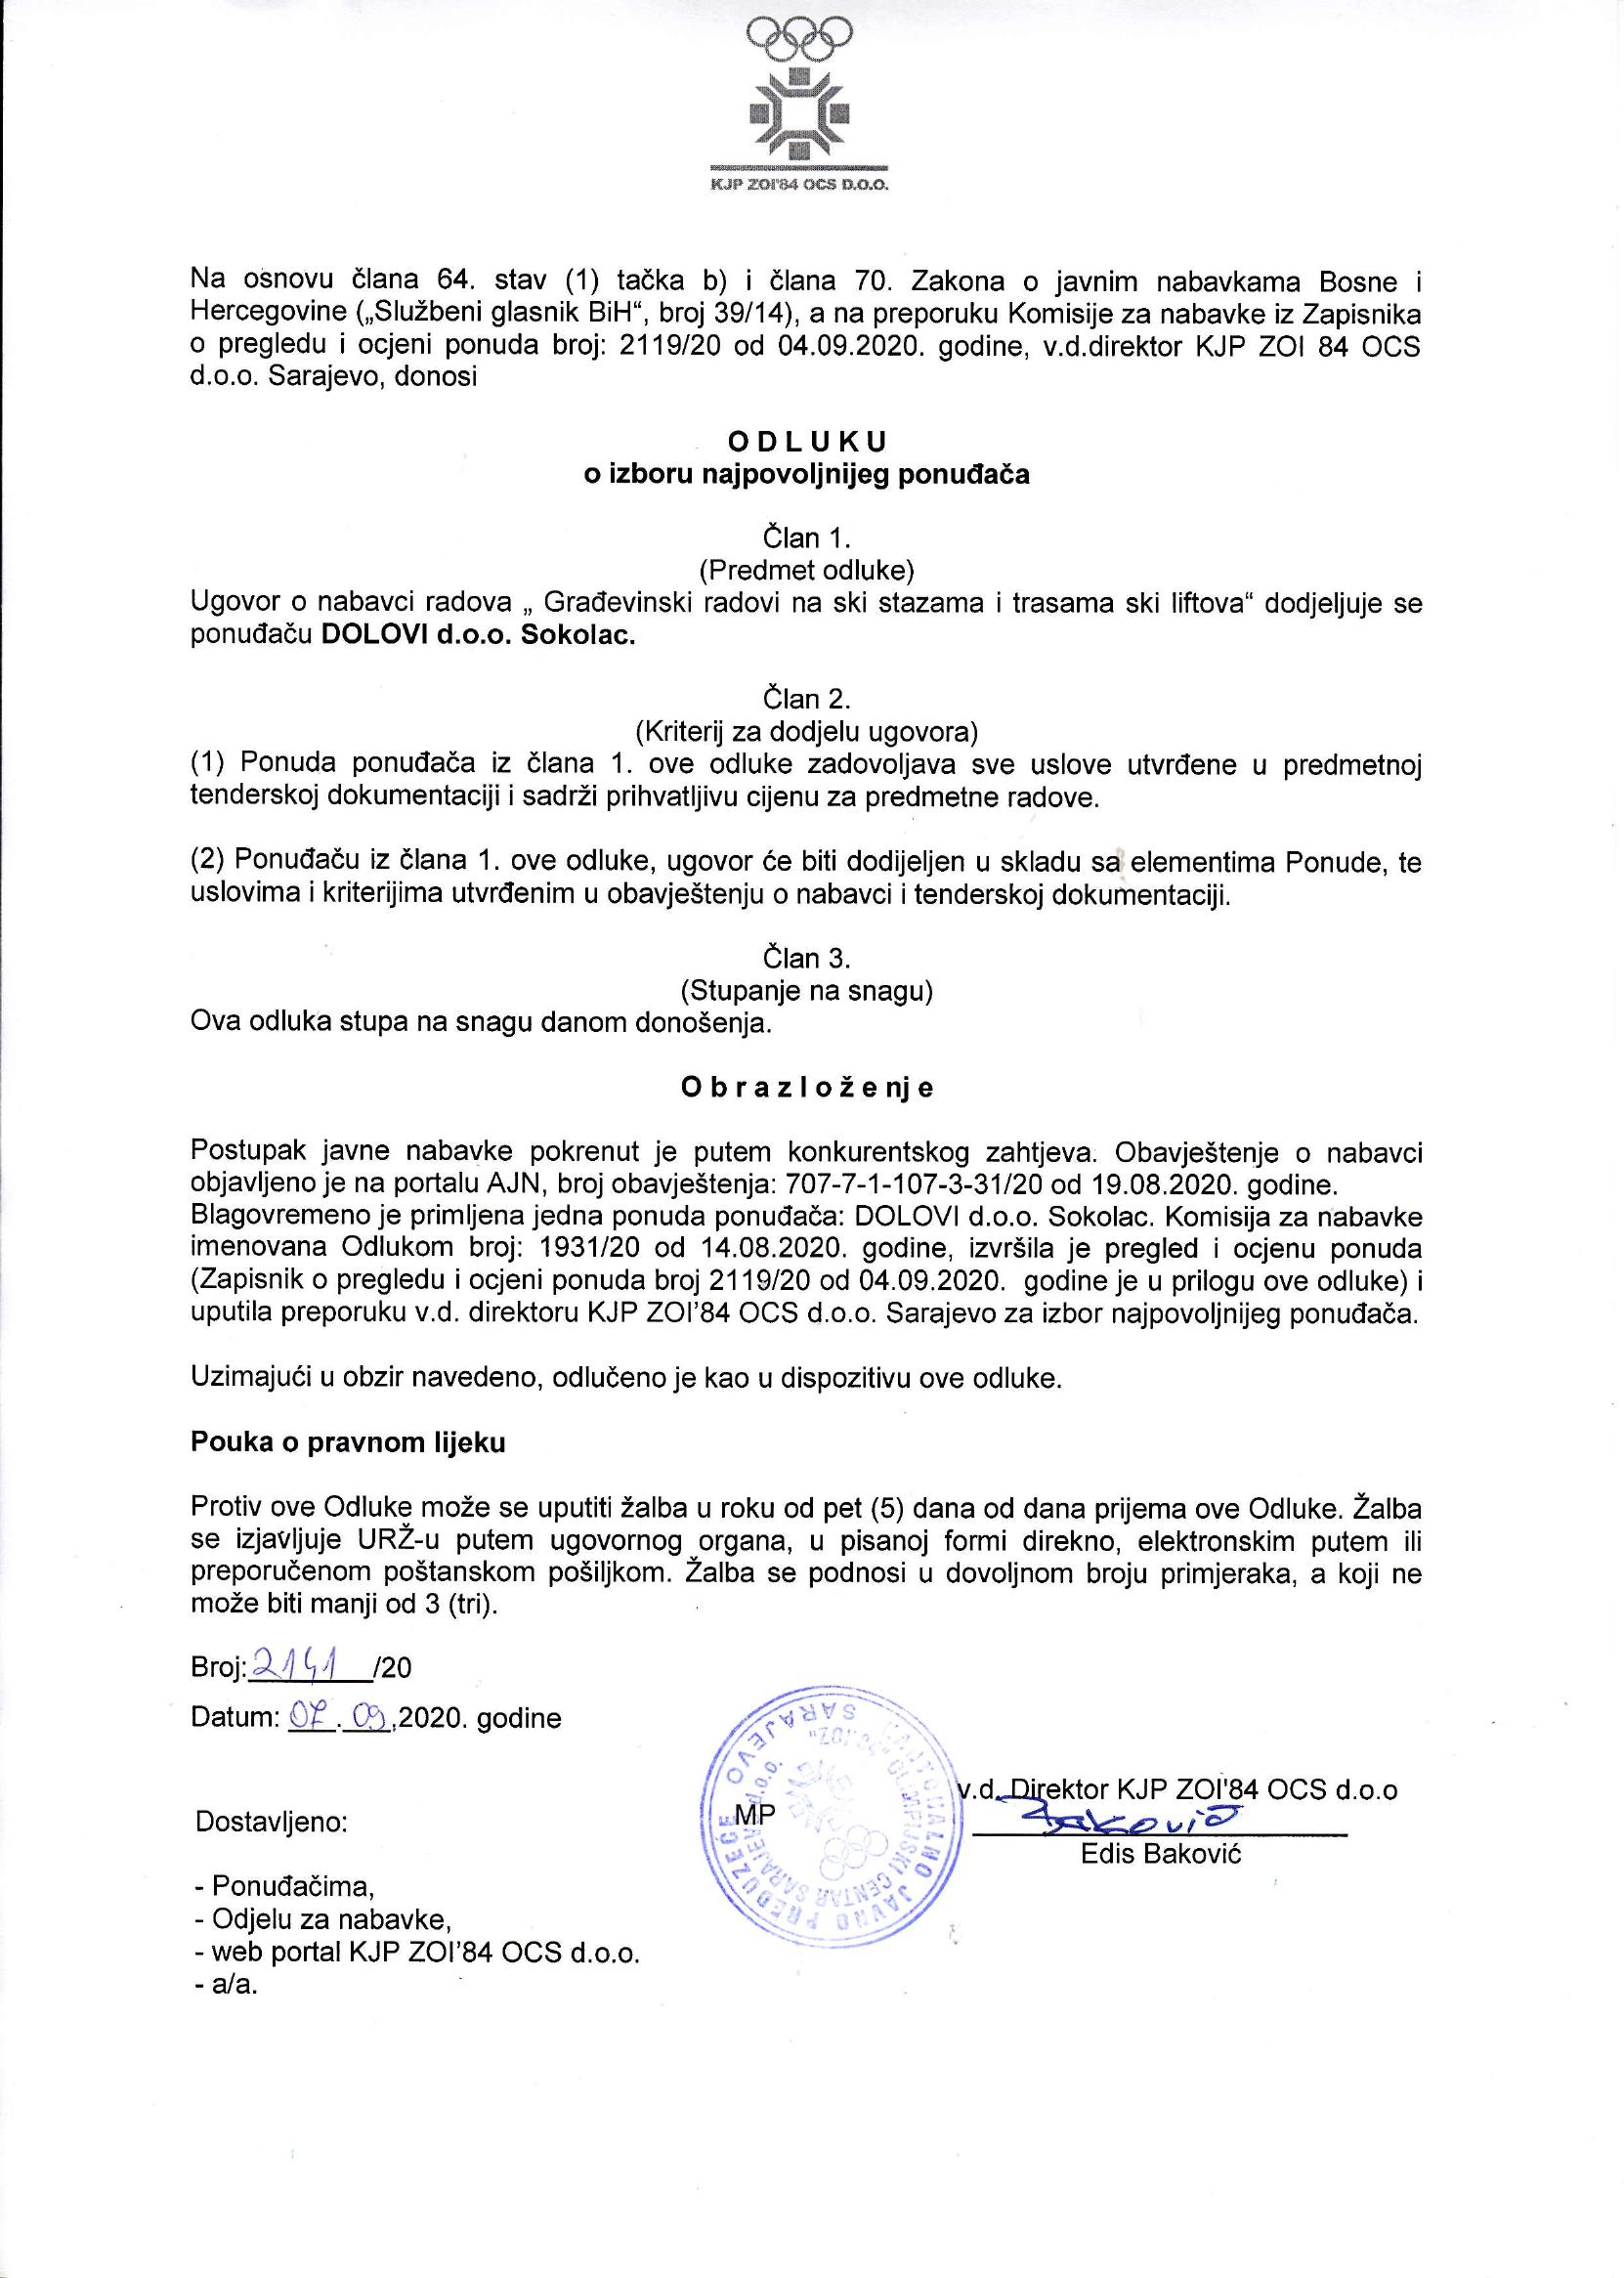 KJP ZOI'84 OCS D.O.O.
Na osnovu člana 64. stav (1) tačka b) i člana 70. Zakona o javnim nabavkama Bosne i
Hercegovine („Službeni glasnik BiH“, broj 39/14), a na preporuku Komisije za nabavke iz Zapisnika
o pregledu i ocjeni ponuda broj: 2119/20 od 04.09.2020. godine, v.d.direktor KJP ZOI 84 OCS
d.o.o. Sarajevo, donosi
O D L U K U
o izboru najpovoljnijeg ponuđača
Član 1.
(Predmet odluke)
Ugovor o nabavci radova „ Građevinski radovi na ski stazama i trasama ski liftova“ dodjeljuje se
ponuđaču DOLOVI d.o.o. Sokolac.
Član 2.
(Kriterij za dodjelu ugovora)
(1) Ponuda ponuđača iz člana 1. ove odluke zadovoljava sve uslove utvrđene u predmetnoj
tenderskoj dokumentaciji i sadrži prihvatljivu cijenu za predmetne radove.
(2) Ponuđaču iz člana 1. ove odluke, ugovor će biti dodijeljen u skladu sa elementima Ponude, te
uslovima i kriterijima utvrđenim u obavještenju o nabavci i tenderskoj dokumentaciji.
Član 3.
(Stupanje na snagu)
Ova odluka stupa na snagu danom donošenja.
O b r a z l o ž e nj e
Postupak javne nabavke pokrenut je putem konkurentskog zahtjeva. Obavještenje o nabavci
objavljeno je na portalu AJN, broj obavještenja: 707-7-1-107-3-31/20 od 19.08.2020. godine.
Blagovremeno je primljena jedna ponuda ponuđača: DOLOVI d.o.o. Sokolac. Komisija za nabavke
imenovana Odlukom broj: 1931/20 od 14.08.2020. godine, izvršila je pregled i ocjenu ponuda
(Zapisnik o pregledu i ocjeni ponuda broj 2119/20 od 04.09.2020. godine je u prilogu ove odluke) i
uputila preporuku v.d. direktoru KJP ZOI’84 OCS d.o.o. Sarajevo za izbor najpovoljnijeg ponuđača.
Uzimajući u obzir navedeno, odlučeno je kao u dispozitivu ove odluke.
Pouka o pravnom lijeku
Protiv ove Odluke može se uputiti žalba u roku od pet (5) dana od dana prijema ove Odluke. Žalba
se izjavljuje URŽ-u putem ugovornog organa, u pisanoj formi direkno, elektronskim putem ili
preporučenom poštanskom pošiljkom. Žalba se podnosi u dovoljnom broju primjeraka, a koji ne
može biti manji od 3 (tri).
Broj: 2141/20
Datum: 07.09.2020. godine
v.d. Direktor KJP ZOI'84 OCS d.o.o
MP
Baković
Edis Baković
KANTONALNO JAVNO PREDUZEĆE SARAJEVO
OLIMPIJSKI CENTAR SARAJEVO d.o.o.
Dostavljeno:
- Ponuđačima,
- Odjelu za nabavke,
- web portal KJP ZOI’84 OCS d.o.o.
- a/a.